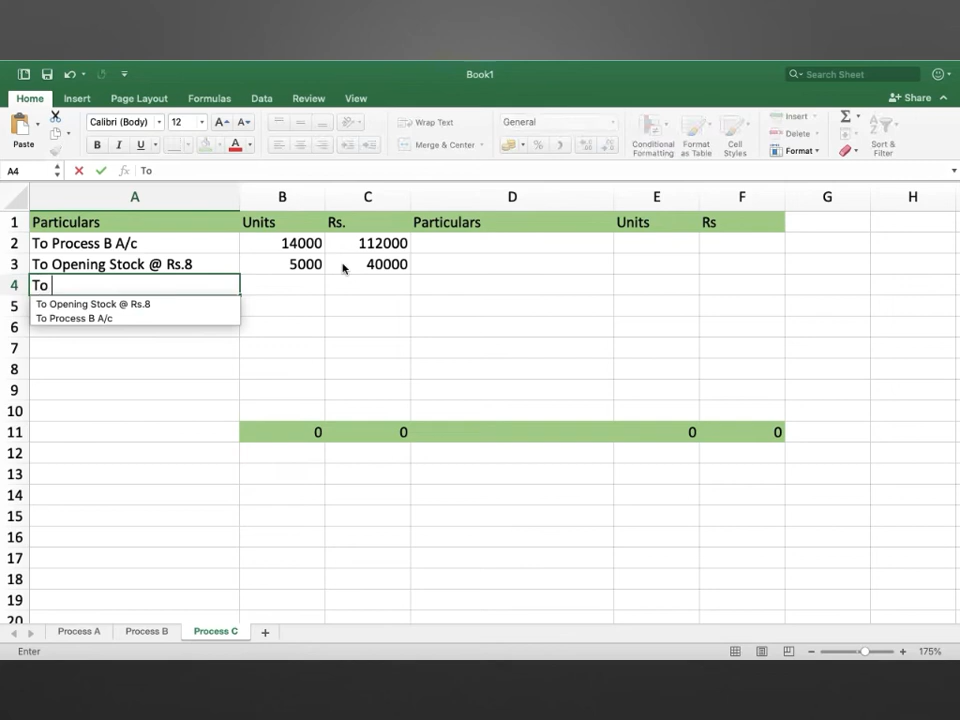 Book1
Search Sheet
Home Insert Page Layout Formulas Data Review View
Share
Paste
Calibri (Body) 12 A A
B I U A
Wrap Text
Merge & Center
General
%
Conditional Formatting
Format as Table
Cell Styles
Insert
Delete
Format
Sort & Filter
A4 fx To
A B C D E F G H
1 Particulars Units Rs. Particulars Units Rs
2 To Process B A/c 14000 112000
3 To Opening Stock @ Rs.8 5000 40000
4 To
To Opening Stock @ Rs.8
To Process B A/c
5
6
7
8
9
10
11 0 0 0 0
12
13
14
15
16
17
18
19
20
Process A Process B Process C +
Enter
175%